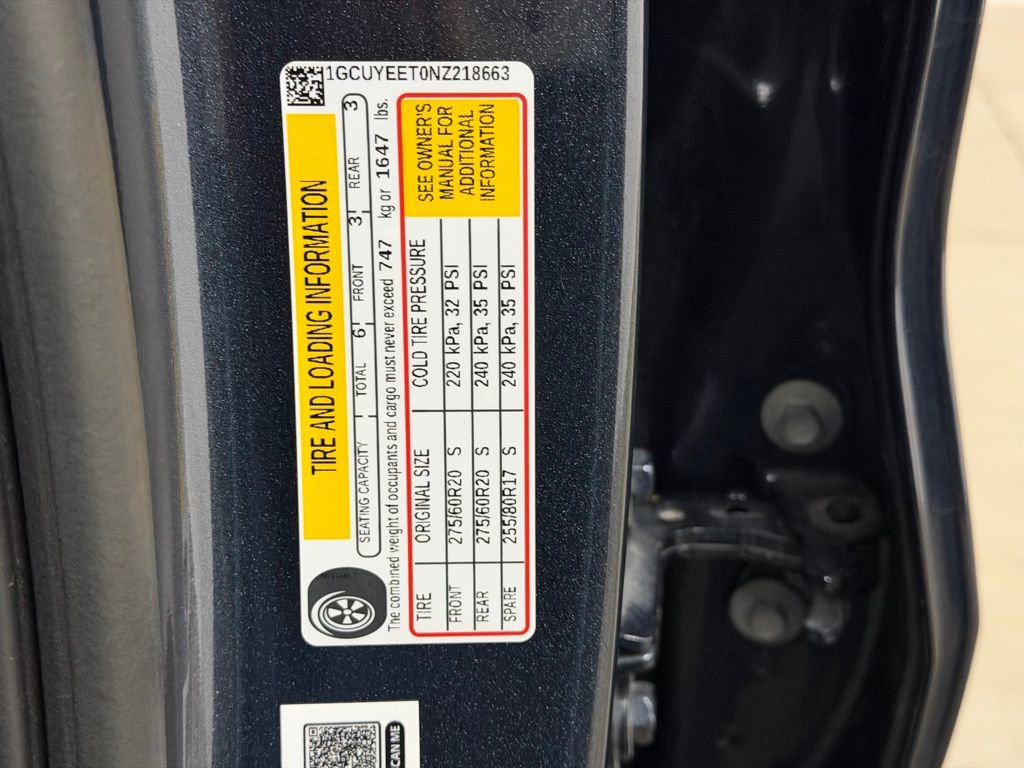 1GCUYEET0NZ218663
TIRE AND LOADING INFORMATION
SEATING CAPACITY TOTAL 6 FRONT 3 REAR 3
The combined weight of occupants and cargo must never exceed 747 kg or 1647 lbs.
TIRE ORIGINAL SIZE COLD TIRE PRESSURE
FRONT 275/60R20 S 220 kPa, 32 PSI
REAR 275/60R20 S 240 kPa, 35 PSI
SPARE 255/80R17 S 240 kPa, 35 PSI
SEE OWNER'S
MANUAL FOR
ADDITIONAL
INFORMATION
CAN ME